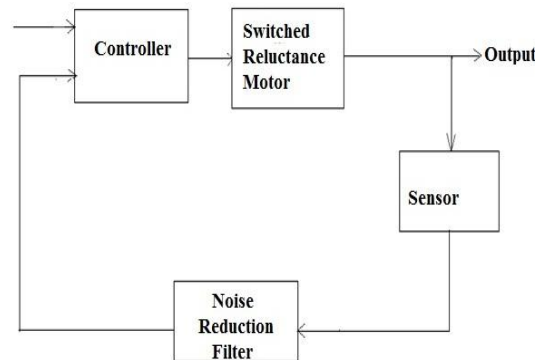 Controller
Switched
Reluctance
Motor
Output
Sensor
Noise
Reduction
Filter